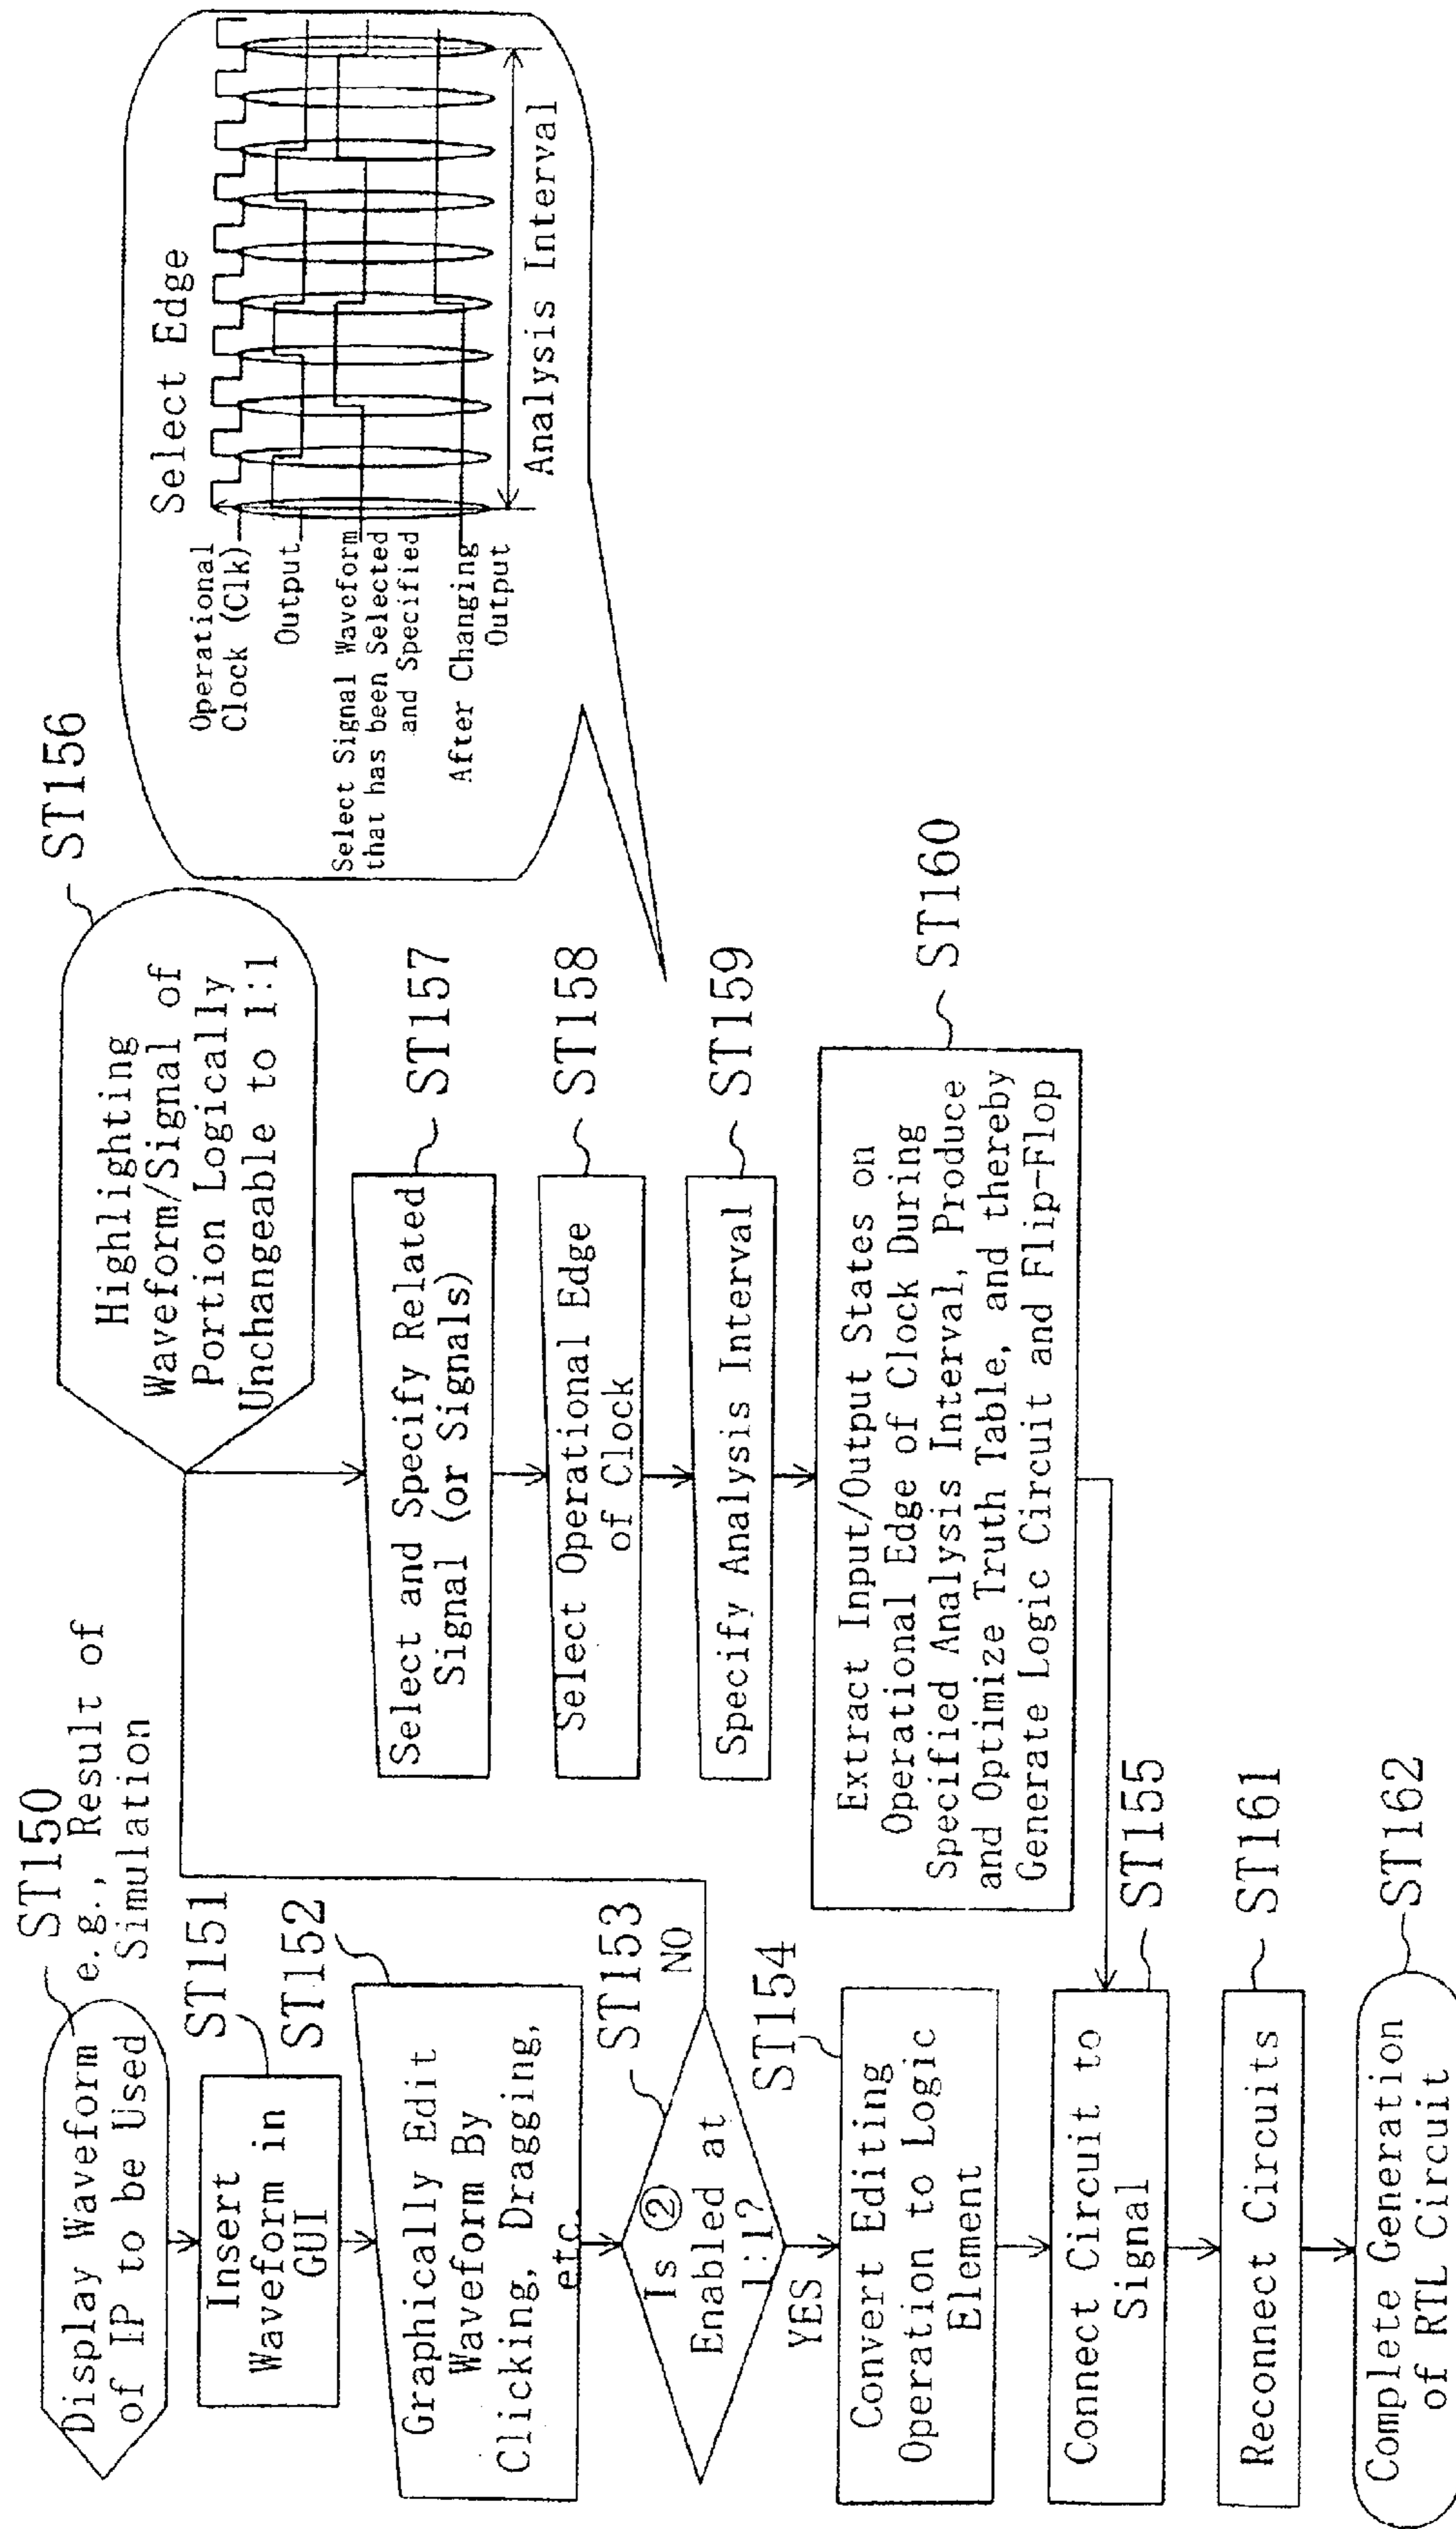 ST150
Display Waveform
of IP to be Used
e.g., Result of
Simulation
ST151
Insert
Waveform in
GUI
ST152
Graphically Edit
Waveform By
Clicking, Dragging,
etc.
ST153
Is ②
Enabled at
1:1?
NO
YES
ST154
Convert Editing
Operation to Logic
Element
ST155
Connect Circuit to
Signal
ST161
Reconnect Circuits
ST162
Complete Generation
of RTL Circuit
ST156
Highlighting
Waveform/Signal of
Portion Logically
Unchangeable to 1:1
ST157
Select and Specify Related
Signal (or Signals)
ST158
Select Operational Edge
of Clock
ST159
Specify Analysis Interval
ST160
Extract Input/Output States on
Operational Edge of Clock During
Specified Analysis Interval, Produce
and Optimize Truth Table, and thereby
Generate Logic Circuit and Flip-Flop
Select Edge
Operational
Clock (Clk)
Output
Select Signal Waveform
that has been Selected
and Specified
After Changing
Output
Analysis Interval